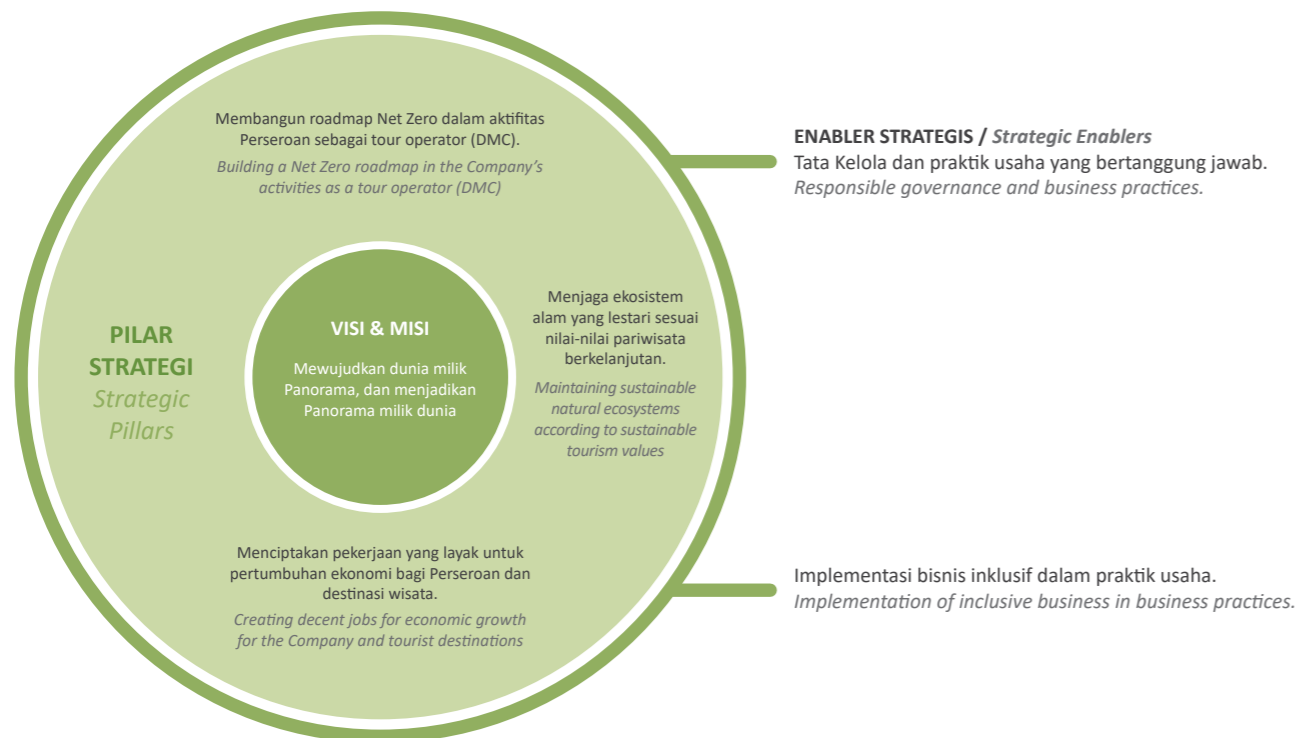 Membangun roadmap Net Zero dalam aktifitas
Perseroan sebagai tour operator (DMC).
Building a Net Zero roadmap in the Company's
activities as a tour operator (DMC)
ENABLER STRATEGIS / Strategic Enablers
Tata Kelola dan praktik usaha yang bertanggung jawab.
Responsible governance and business practices.
PILAR
STRATEGI
Strategic
Pillars
VISI & MISI
Mewujudkan dunia milik
Panorama, dan menjadikan
Panorama milik dunia
Menjaga ekosistem
alam yang lestari sesuai
nilai-nilai pariwisata
berkelanjutan.
Maintaining sustainable
natural ecosystems
according to sustainable
tourism values
Menciptakan pekerjaan yang layak untuk
pertumbuhan ekonomi bagi Perseroan dan
destinasi wisata.
Creating decent jobs for economic growth
for the Company and tourist destinations
Implementasi bisnis inklusif dalam praktik usaha.
Implementation of inclusive business in business practices.